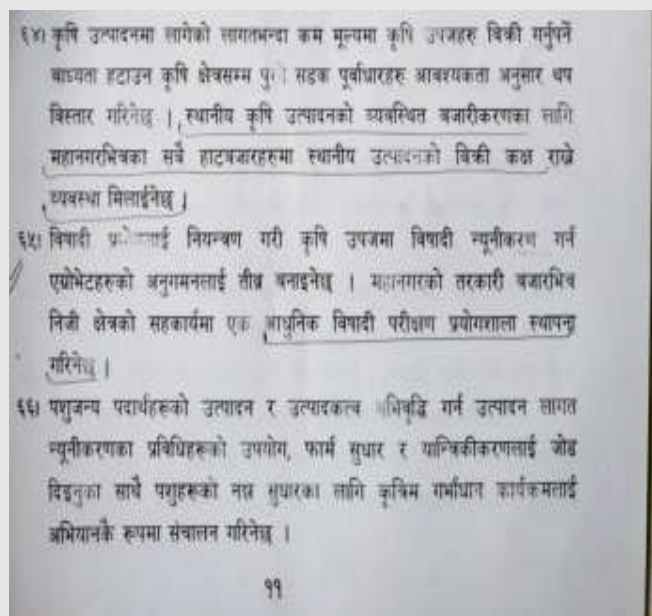 ६४। कृषि उत्पादनमा लागेको लागतभन्दा कम मूल्यमा कृषि उपजहरु बिक्री गर्नुपर्ने
बाध्यता हटाउन कृषि क्षेत्रसम्म पुग्ने सडक पूर्वाधारहरु आवश्यकता अनुसार थप
विस्तार गरिनेछ । स्थानीय कृषि उत्पादनको व्यवस्थित बजारीकरणका लागि
महानगरभित्रका सबै हाटबजारहरुमा स्थानीय उत्पादनको बिक्री कक्ष राख्ने
व्यवस्था मिलाईनेछ ।
६५। विषादी नियन्त्रण गरी कृषि उपजमा विषादी न्यूनीकरण गर्न
एग्रोभेटहरुको अनुगमनलाई तीव्र बनाइनेछ । महानगरको तरकारी बजारभित्र
निजी क्षेत्रको सहकार्यमा एक आधुनिक विषादी परीक्षण प्रयोगशाला स्थापना
गरिनेछ ।
६६। पशुजन्य पदार्थहरुको उत्पादन र उत्पादकत्व अभिवृद्धि गर्न उत्पादन लागत
न्यूनीकरणका प्रविधिहरुको उपयोग, फार्म सुधार र यान्त्रिकीकरणलाई जोड
दिइनुका साथै पशुहरुको नश्ल सुधारका लागि कृत्रिम गर्भाधान कार्यक्रमलाई
अभियानकै रूपमा संचालन गरिनेछ ।
११